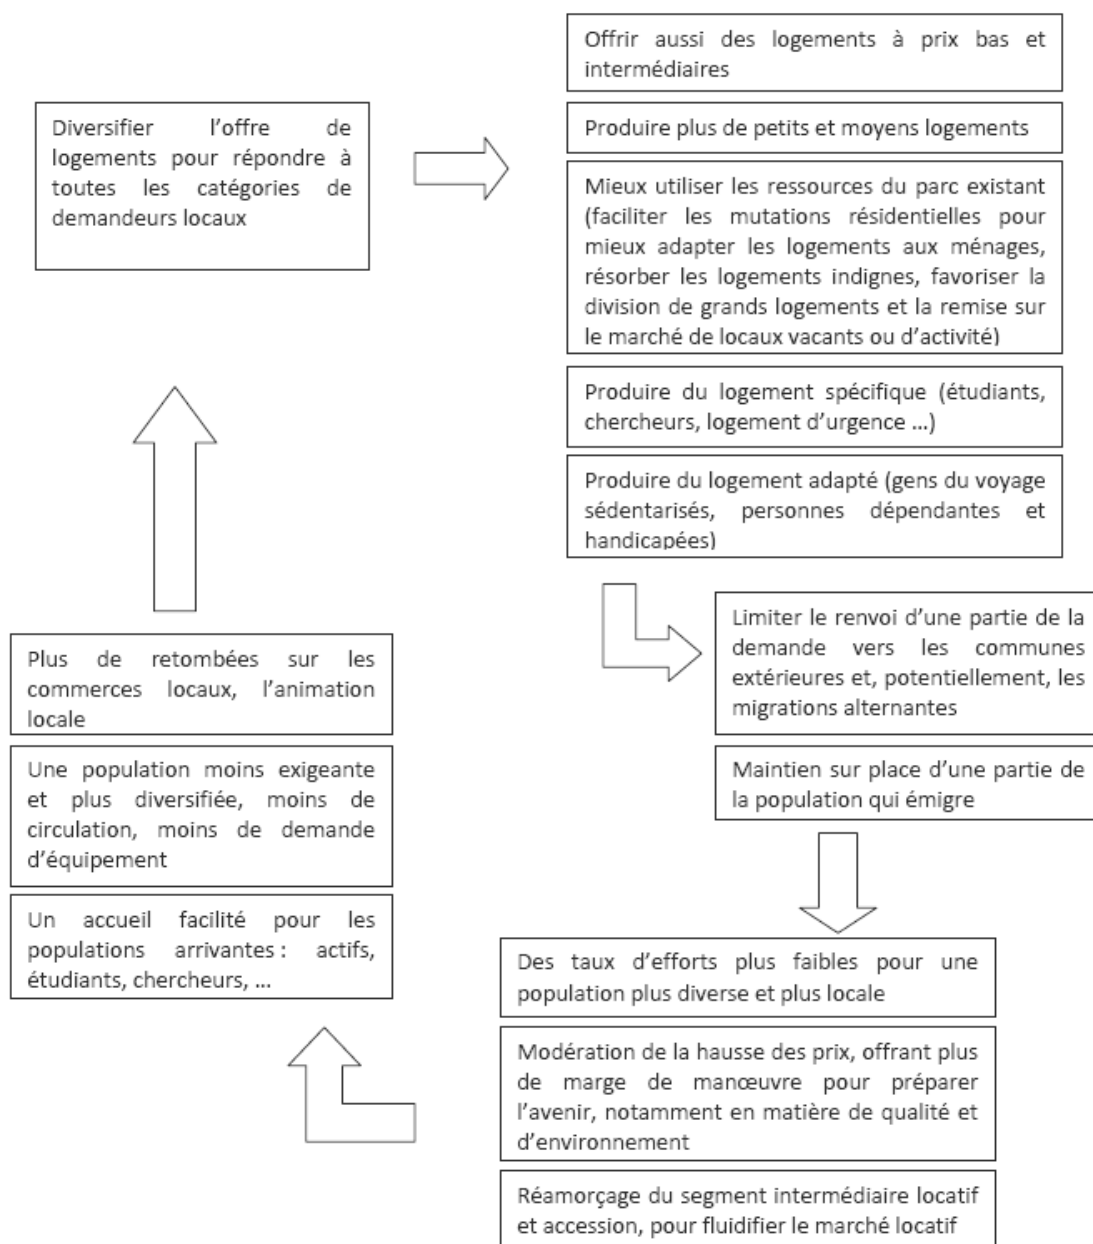 Diversifier l'offre de
logements pour répondre à
toutes les catégories de
demandeurs locaux
Offrir aussi des logements à prix bas et
intermédiaires
Produire plus de petits et moyens logements
Mieux utiliser les ressources du parc existant
(faciliter les mutations résidentielles pour
mieux adapter les logements aux ménages,
résorber les logements indignes, favoriser la
division de grands logements et la remise sur
le marché de locaux vacants ou d'activité)
Produire du logement spécifique (étudiants,
chercheurs, logement d'urgence ...)
Produire du logement adapté (gens du voyage
sédentarisés, personnes dépendantes et
handicapées)
Limiter le renvoi d'une partie de la
demande vers les communes
extérieures et, potentiellement, les
migrations alternantes
Maintien sur place d'une partie de
la population qui émigre
Des taux d'efforts plus faibles pour une
population plus diverse et plus locale
Modération de la hausse des prix, offrant plus
de marge de manœuvre pour préparer
l'avenir, notamment en matière de qualité et
d'environnement
Réamorçage du segment intermédiaire locatif
et accession, pour fluidifier le marché locatif
Plus de retombées sur les
commerces locaux, l'animation
locale
Une population moins exigeante
et plus diversifiée, moins de
circulation, moins de demande
d'équipement
Un accueil facilité pour les
populations arrivantes : actifs,
étudiants, chercheurs, ...